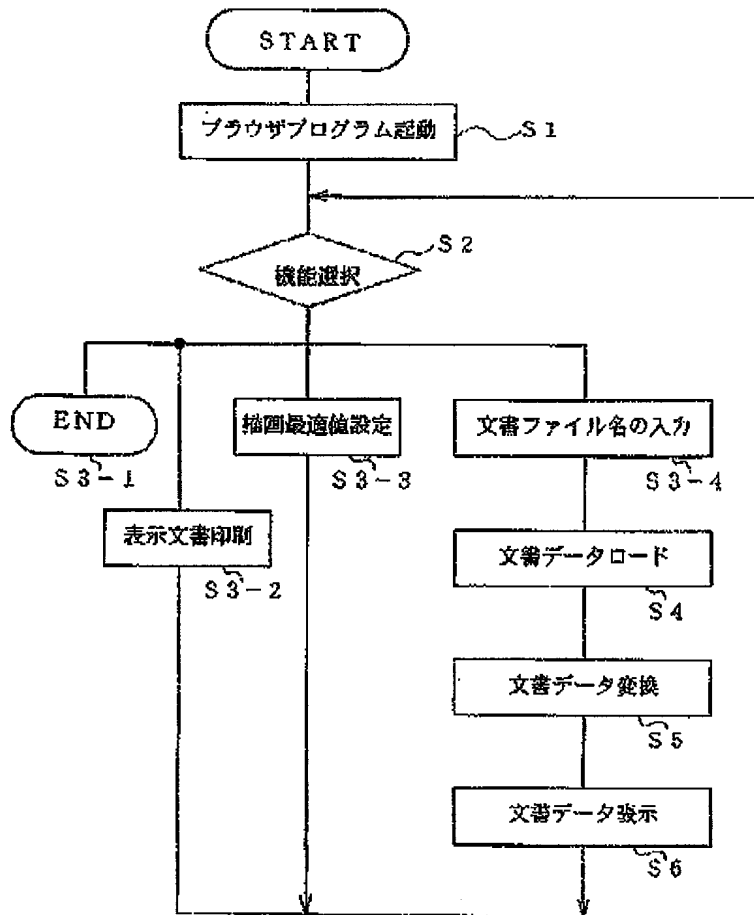 START
ブラウザプログラム起動
S1
S2
機能選択
END
S3-1
描画最適値設定
S3-3
文書ファイル名の入力
S3-4
表示文書印刷
S3-2
文書データロード
S4
文書データ変換
S5
文書データ表示
S6